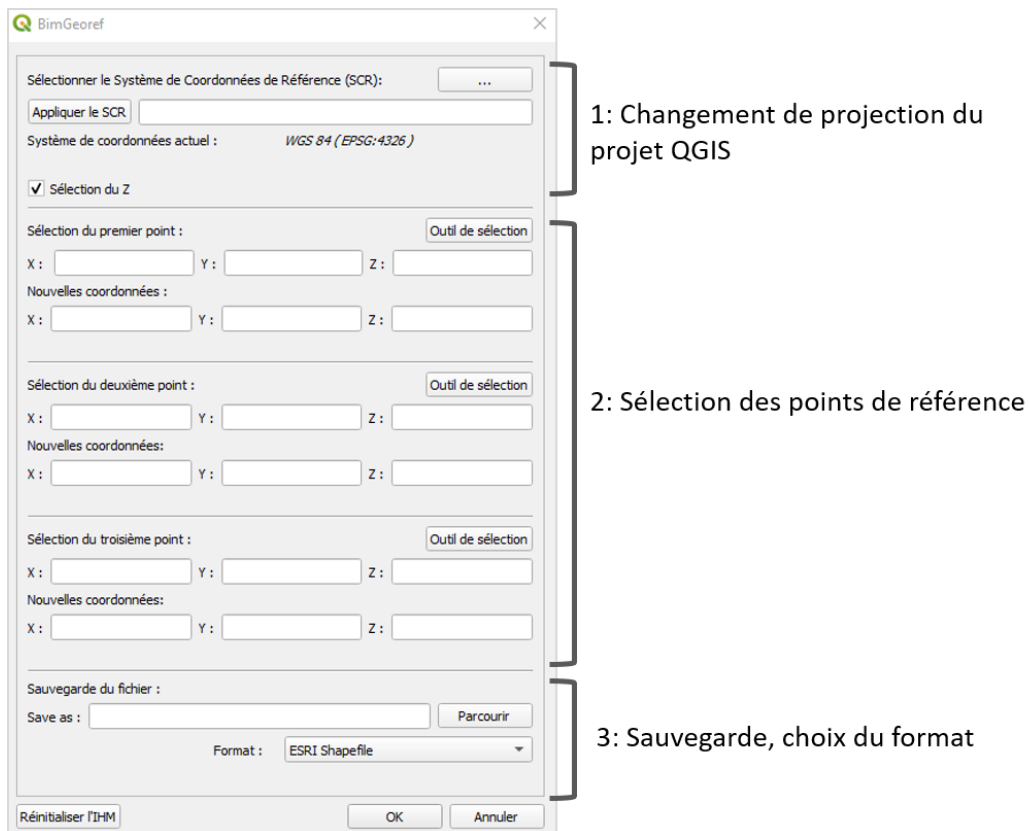 BimGeoref
Sélectionner le Système de Coordonnées de Référence (SCR):
...
Appliquer le SCR
Système de coordonnées actuel :
WGS 84 ( EPSG:4326 )
Sélection du Z
1: Changement de projection du
projet QGIS
Sélection du premier point :
Outil de sélection
X : Y : Z :
Nouvelles coordonnées :
X : Y : Z :
Sélection du deuxième point :
Outil de sélection
X : Y : Z :
Nouvelles coordonnées:
X : Y : Z :
2: Sélection des points de référence
Sélection du troisième point :
Outil de sélection
X : Y : Z :
Nouvelles coordonnées:
X : Y : Z :
Sauvegarde du fichier :
Save as :
Parcourir
Format :
ESRI Shapefile
3: Sauvegarde, choix du format
Réinitialiser l'IHM
OK
Annuler